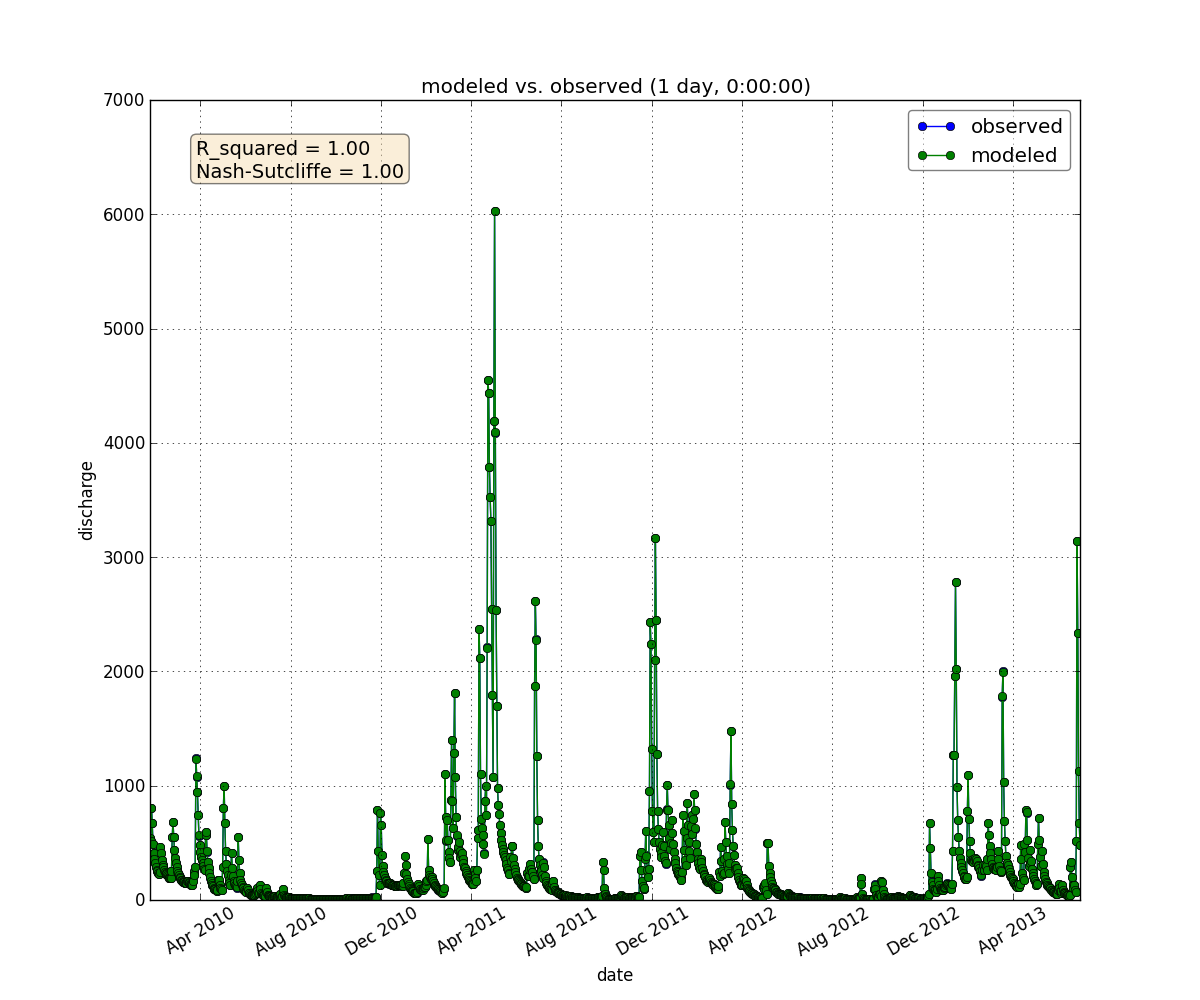 modeled vs. observed (1 day, 0:00:00)
7000
6000
5000
4000
3000
2000
1000
0
discharge
R_squared = 1.00
Nash-Sutcliffe = 1.00
observed
modeled
Apr 2010
Aug 2010
Dec 2010
Apr 2011
Aug 2011
Dec 2011
Apr 2012
Aug 2012
Dec 2012
Apr 2013
date